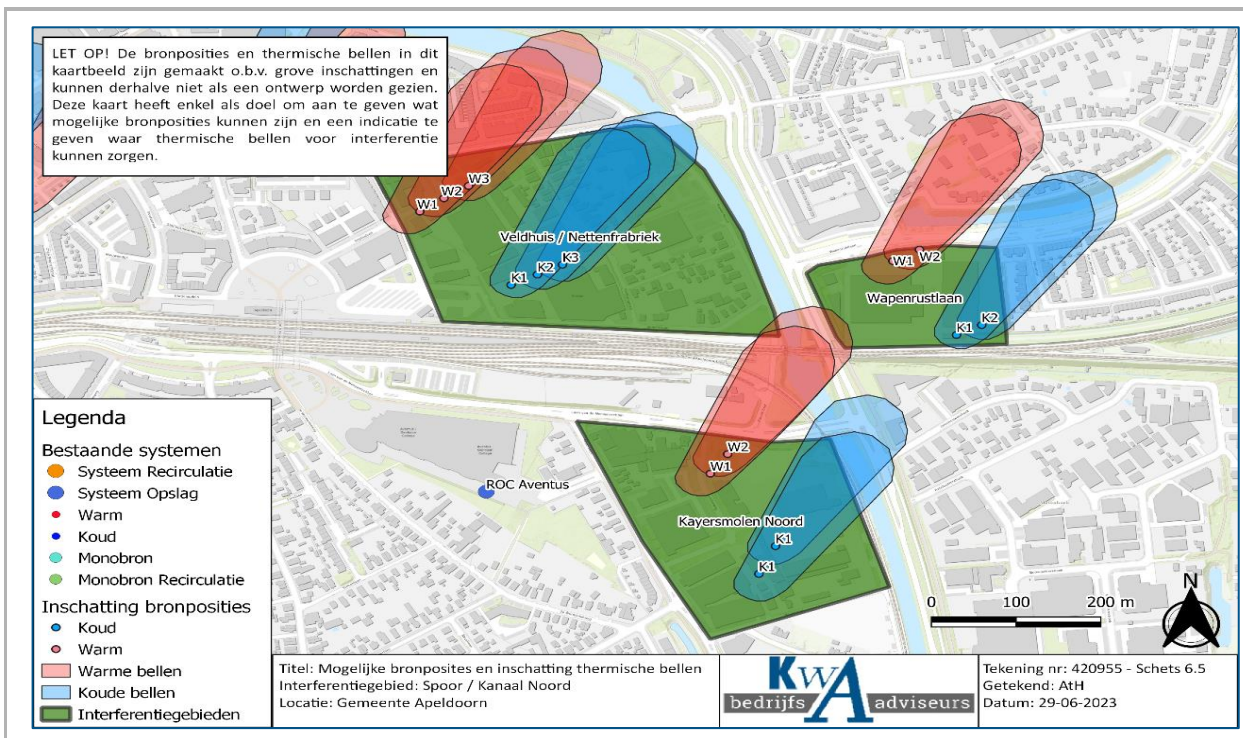 LET OP! De bronposities en thermische bellen in dit
kaartbeeld zijn gemaakt o.b.v. grove inschattingen en
kunnen derhalve niet als een ontwerp worden gezien.
Deze kaart heeft enkel als doel om aan te geven wat
mogelijke bronposities kunnen zijn en een indicatie te
geven waar thermische bellen voor interferentie
kunnen zorgen.
W3
W2
W1
Veldhuis / Nettenfrabriek
K3
K2
K1
W1
W2
Wapenrustlaan
K2
K1
W2
W1
ROC Aventus
Kayersmolen Noord
K1
K1
Legenda
Bestaande systemen
Systeem Recirculatie
Systeem Opslag
Warm
Koud
Monobron
Monobron Recirculatie
Inschatting bronposities
Koud
Warm
Warme bellen
Koude bellen
Interferentiegebieden
0 100 200 m
N
Titel: Mogelijke bronposites en inschatting thermische bellen
Interferentiegebied: Spoor / Kanaal Noord
Locatie: Gemeente Apeldoorn
KWA
bedrijfs adviseurs
Tekening nr: 420955 - Schets 6.5
Getekend: AtH
Datum: 29-06-2023